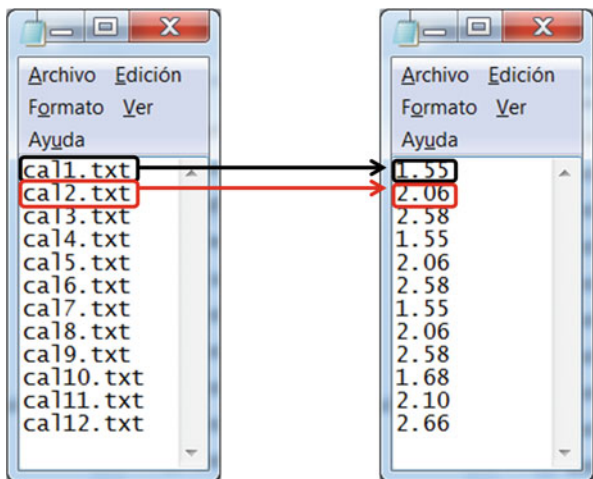 Archivo Edición
Formato Ver
Ayuda
cal1.txt
cal2.txt
cal3.txt
cal4.txt
cal5.txt
cal6.txt
cal7.txt
cal8.txt
cal9.txt
cal10.txt
cal11.txt
cal12.txt
Archivo Edición
Formato Ver
Ayuda
1.55
2.06
2.58
1.55
2.06
2.58
1.55
2.06
2.58
1.68
2.10
2.66